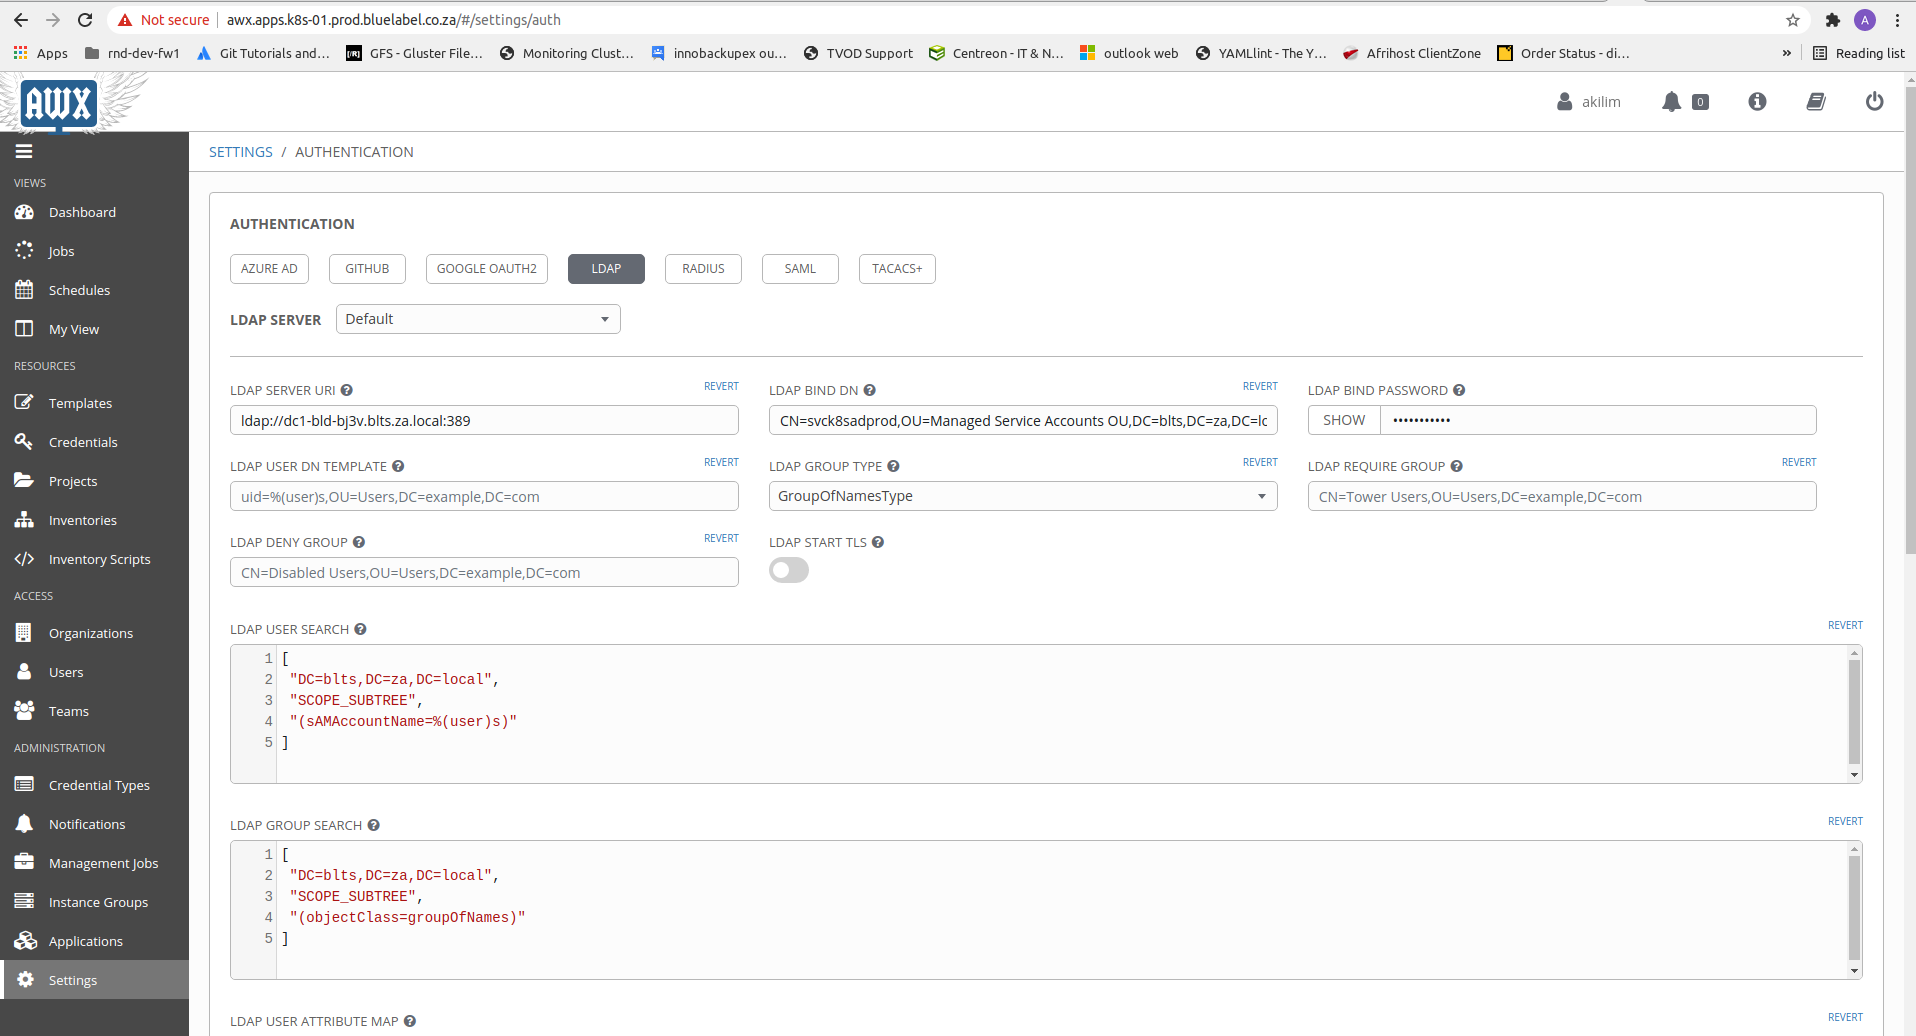 Not secure awx.apps.k8s-01.prod.bluelabel.co.za/#/settings/auth A
Apps rnd-dev-fw1 Git Tutorials and... GFS - Gluster File... Monitoring Clust... innobackupex ou... TVOD Support Centreon - IT & N... outlook web YAMLlint - The Y... Afrihost ClientZone Order Status - di... » Reading list
AWX
akilim 0
SETTINGS / AUTHENTICATION
VIEWS
Dashboard
Jobs
Schedules
My View
RESOURCES
Templates
Credentials
Projects
Inventories
Inventory Scripts
ACCESS
Organizations
Users
Teams
ADMINISTRATION
Credential Types
Notifications
Management Jobs
Instance Groups
Applications
Settings
AUTHENTICATION
AZURE AD GITHUB GOOGLE OAUTH2 LDAP RADIUS SAML TACACS+
LDAP SERVER Default
LDAP SERVER URI REVERT LDAP BIND DN REVERT LDAP BIND PASSWORD
ldap://dc1-bld-bj3v.blts.za.local:389 CN=svck8sadprod,OU=Managed Service Accounts OU,DC=blts,DC=za,DC=lc SHOW •••••••••••
LDAP USER DN TEMPLATE REVERT LDAP GROUP TYPE REVERT LDAP REQUIRE GROUP REVERT
uid=%(user)s,OU=Users,DC=example,DC=com GroupOfNamesType CN=Tower Users,OU=Users,DC=example,DC=com
LDAP DENY GROUP REVERT LDAP START TLS
CN=Disabled Users,OU=Users,DC=example,DC=com
LDAP USER SEARCH REVERT
1 [
2 "DC=blts,DC=za,DC=local",
3 "SCOPE_SUBTREE",
4 "(sAMAccountName=%(user)s)"
5 ]
LDAP GROUP SEARCH REVERT
1 [
2 "DC=blts,DC=za,DC=local",
3 "SCOPE_SUBTREE",
4 "(objectClass=groupOfNames)"
5 ]
LDAP USER ATTRIBUTE MAP REVERT